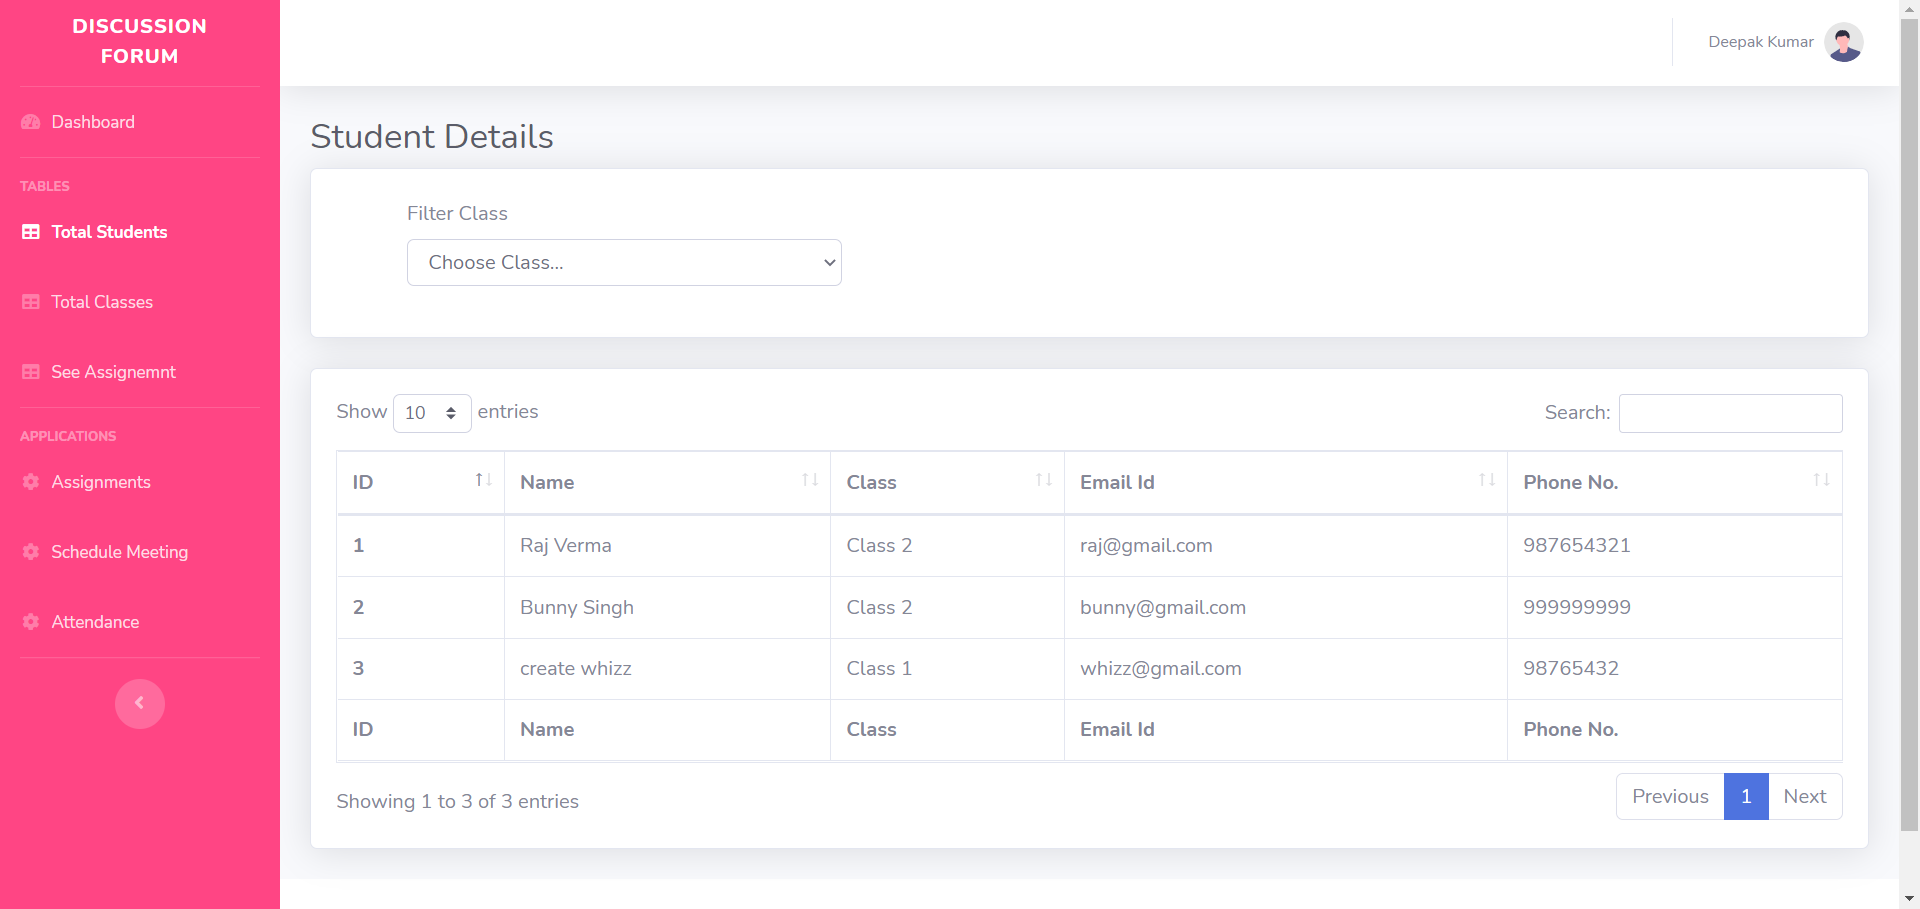 DISCUSSION
FORUM
Deepak Kumar
Dashboard
TABLES
Total Students
Total Classes
See Assignemnt
APPLICATIONS
Assignments
Schedule Meeting
Attendance
Student Details
Filter Class
Choose Class...
Show 10 entries
Search:
ID Name Class Email Id Phone No.
1 Raj Verma Class 2 raj@gmail.com 987654321
2 Bunny Singh Class 2 bunny@gmail.com 999999999
3 create whizz Class 1 whizz@gmail.com 98765432
ID Name Class Email Id Phone No.
Showing 1 to 3 of 3 entries
Previous 1 Next